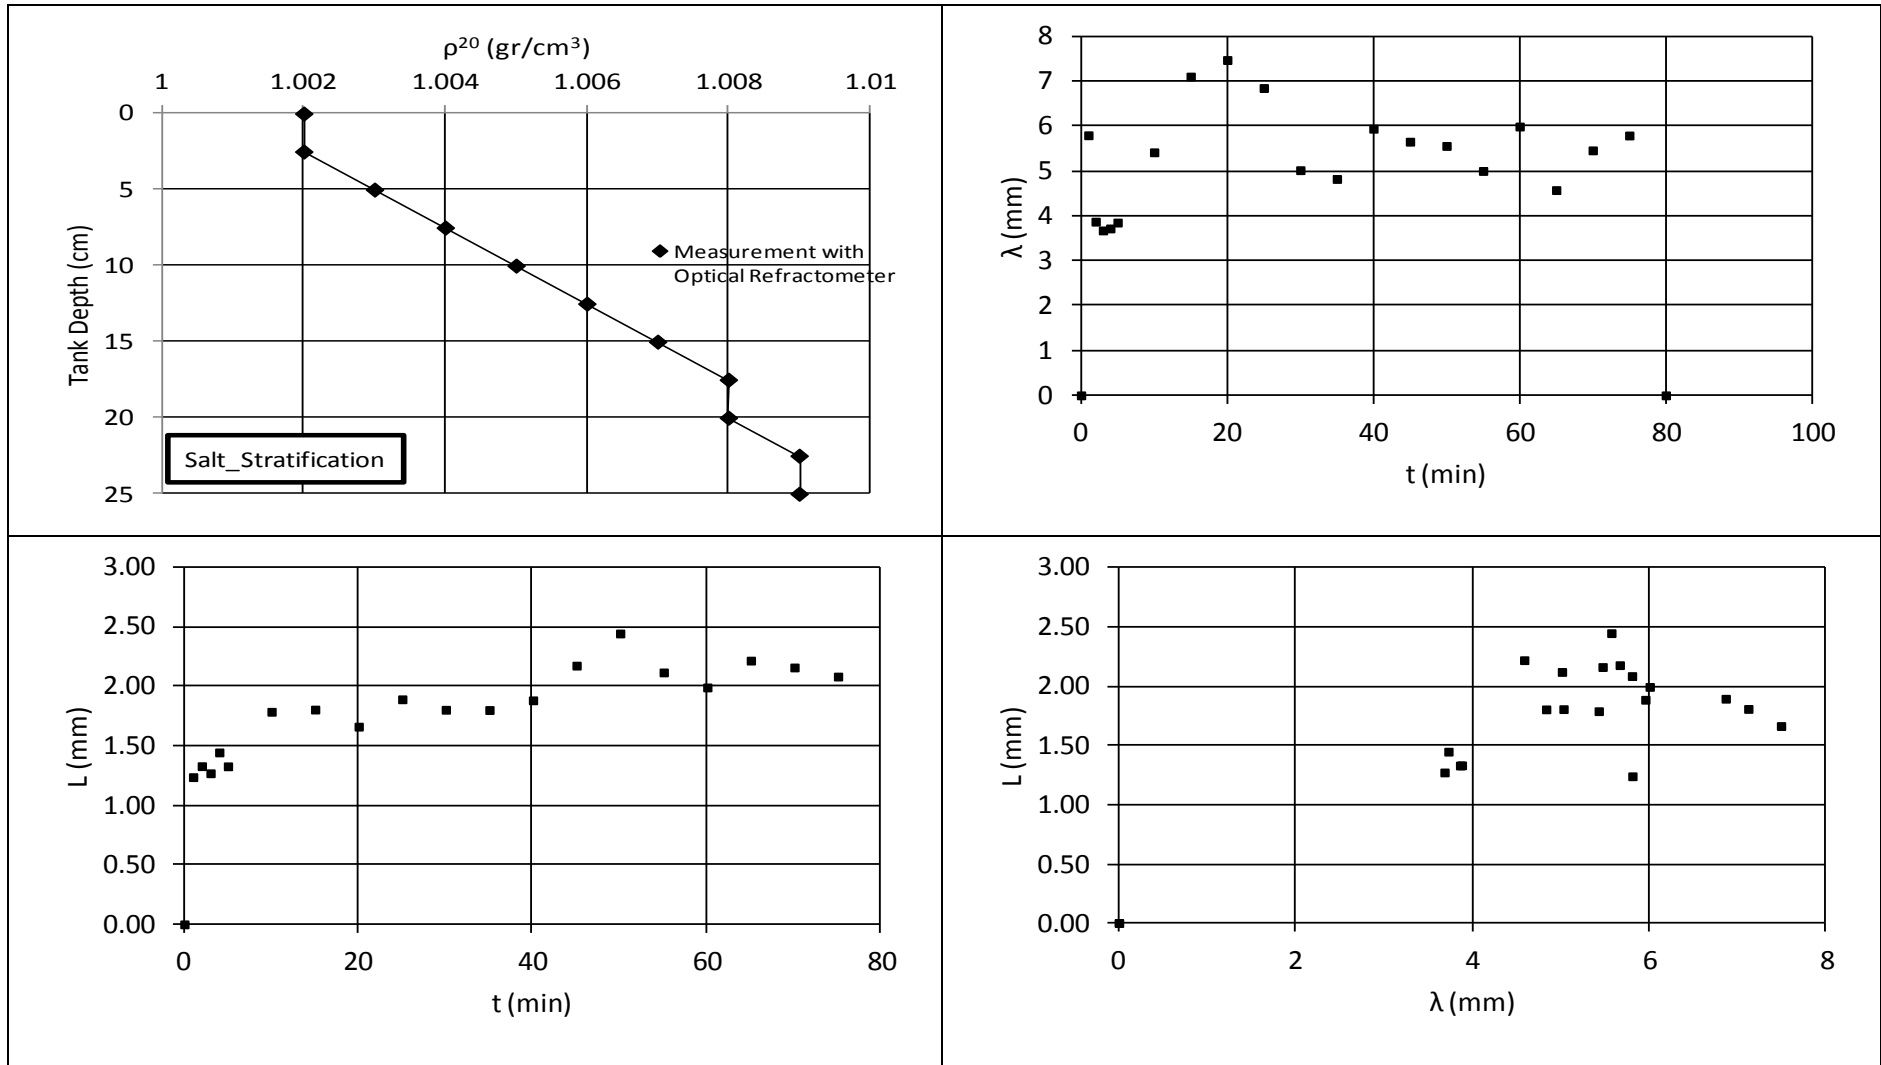 ρ²⁰ (gr/cm³)
1 1.002 1.004 1.006 1.008 1.01
0
5
10
15
20
25
Tank Depth (cm)
Measurement with
Optical Refractometer
Salt_Stratification
8
7
6
5
4
3
2
1
0
λ (mm)
0 20 40 60 80 100
t (min)
3.00
2.50
2.00
1.50
1.00
0.50
0.00
L (mm)
0 20 40 60 80
t (min)
3.00
2.50
2.00
1.50
1.00
0.50
0.00
L (mm)
0 2 4 6 8
λ (mm)